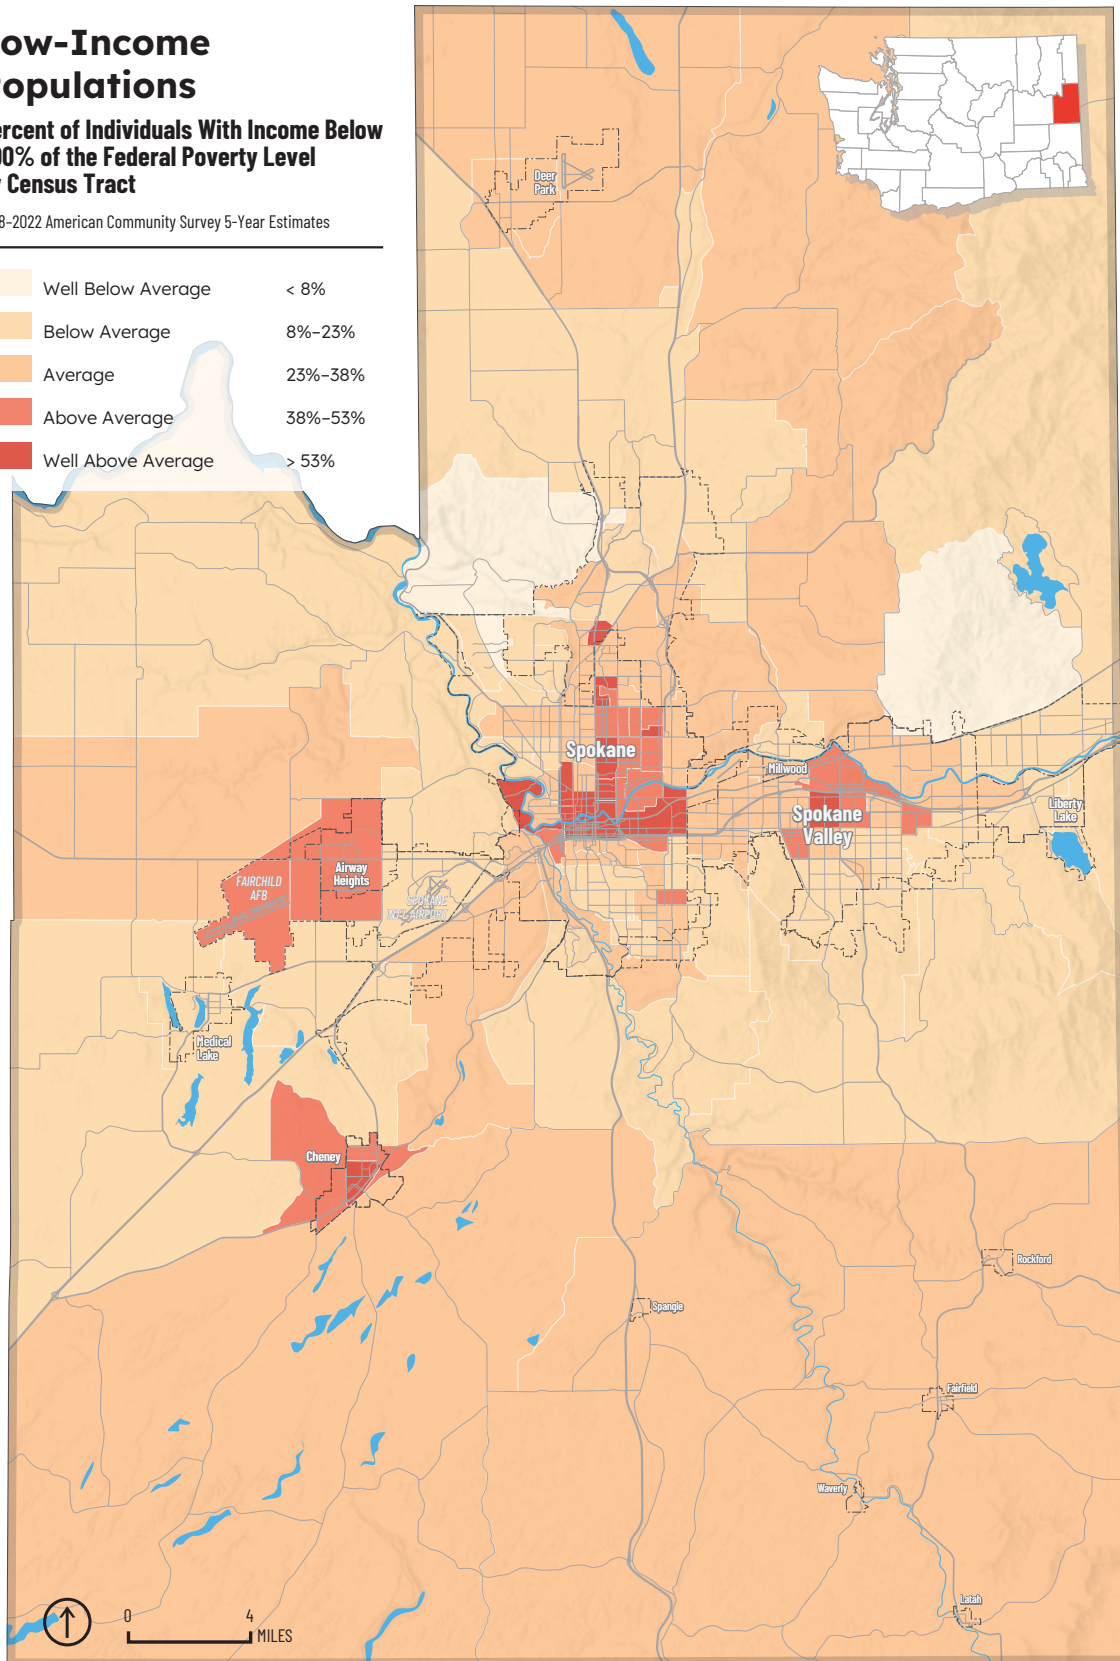 ow-Income
opulations
ercent of Individuals With Income Below
00% of the Federal Poverty Level
y Census Tract
8-2022 American Community Survey 5-Year Estimates
Well Below Average < 8%
Below Average 8%–23%
Average 23%–38%
Above Average 38%–53%
Well Above Average > 53%
Deer
Park
Spokane
Millwood
Spokane
Valley
Liberty
Lake
Airway
Heights
FAIRCHILD
AFB
SPOKANE
INT'L AIRPORT
Medical
Lake
Cheney
Rockford
Spangle
Fairfield
Waverly
Latah
0 4
MILES